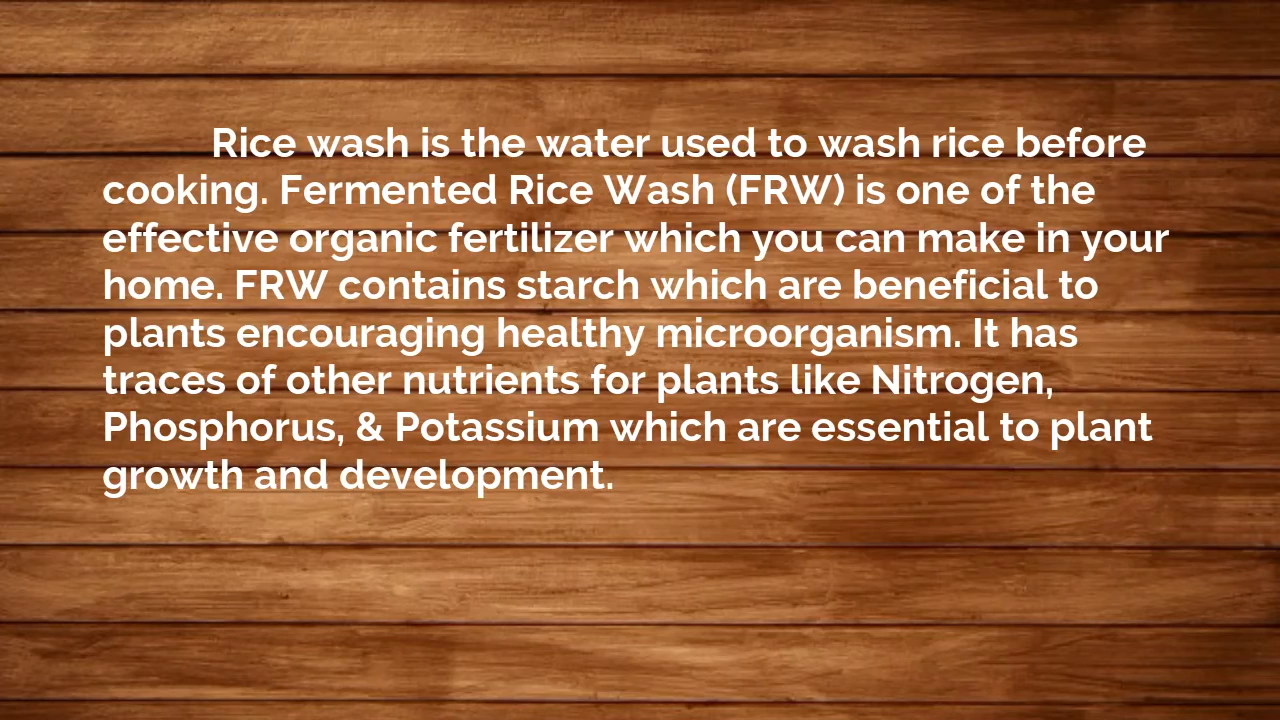 Rice wash is the water used to wash rice before
cooking. Fermented Rice Wash (FRW) is one of the
effective organic fertilizer which you can make in your
home. FRW contains starch which are beneficial to
plants encouraging healthy microorganism. It has
traces of other nutrients for plants like Nitrogen,
Phosphorus, & Potassium which are essential to plant
growth and development.